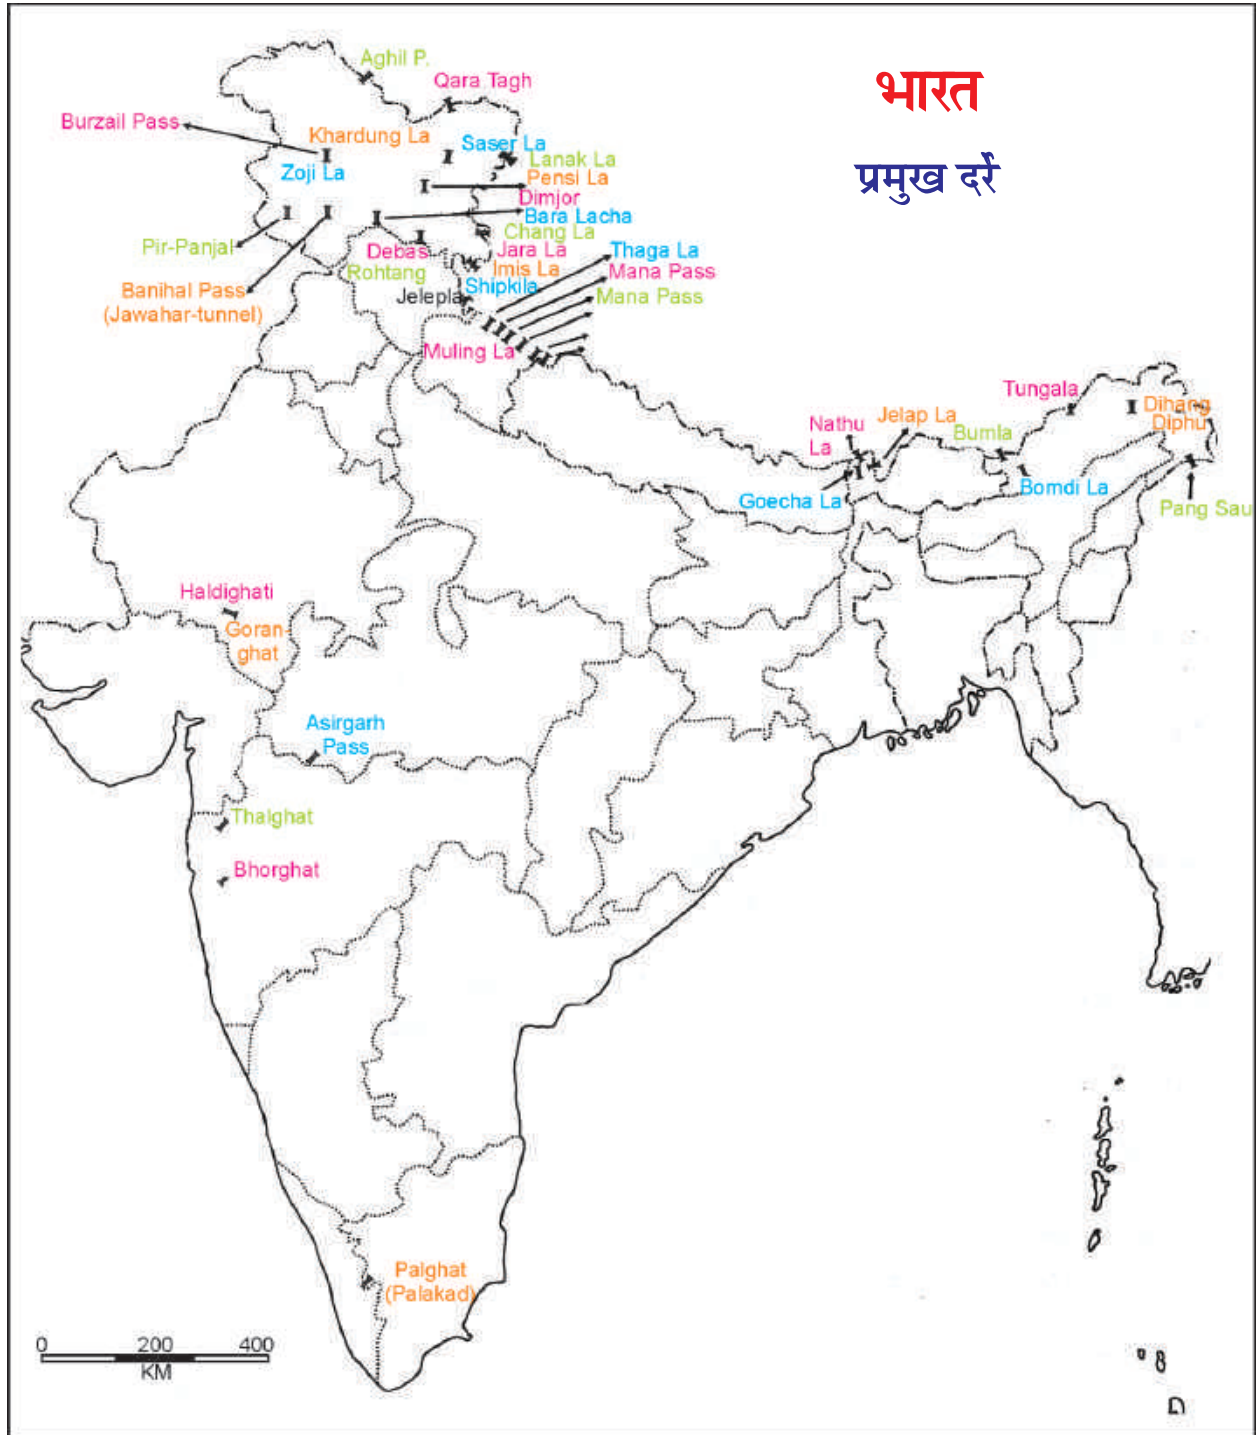 भारत
प्रमुख दर्रे
Aghil P.
Qara Tagh
Burzail Pass
Khardung La
Saser La
Zoji La
Lanak La
Pensi La
Dimjor
Bara Lacha
Chang La
Pir-Panjal
Debas
Jara La
Thaga La
Rohtang
Imis La
Mana Pass
Banihal Pass
(Jawahar-tunnel)
Shipkila
Jelepla
Mana Pass
Muling La
Tungala
Dihang
Diphu
Nathu
La
Jelap La
Bumla
Goecha La
Bomdi La
Pang Sau
Haldighati
Goran-
ghat
Asirgarh
Pass
Thalghat
Bhorghat
Palghat
(Palakad)
0 200 400
KM